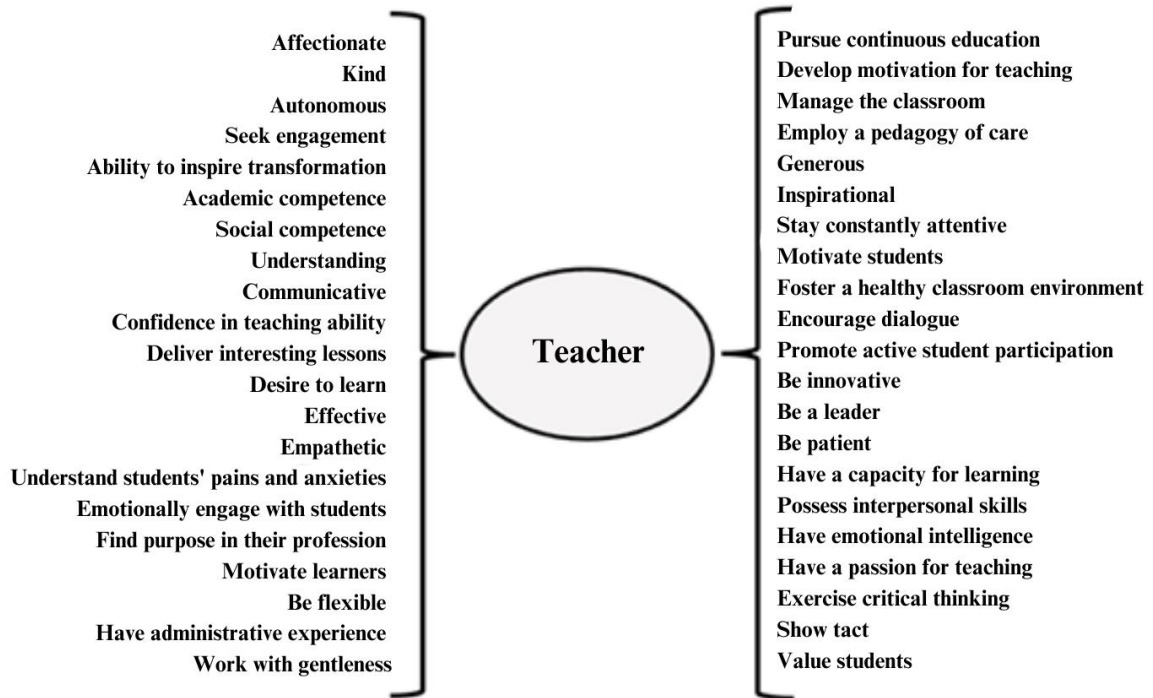 Affectionate
Kind
Autonomous
Seek engagement
Ability to inspire transformation
Academic competence
Social competence
Understanding
Communicative
Confidence in teaching ability
Deliver interesting lessons
Desire to learn
Effective
Empathetic
Understand students' pains and anxieties
Emotionally engage with students
Find purpose in their profession
Motivate learners
Be flexible
Have administrative experience
Work with gentleness
Teacher
Pursue continuous education
Develop motivation for teaching
Manage the classroom
Employ a pedagogy of care
Generous
Inspirational
Stay constantly attentive
Motivate students
Foster a healthy classroom environment
Encourage dialogue
Promote active student participation
Be innovative
Be a leader
Be patient
Have a capacity for learning
Possess interpersonal skills
Have emotional intelligence
Have a passion for teaching
Exercise critical thinking
Show tact
Value students